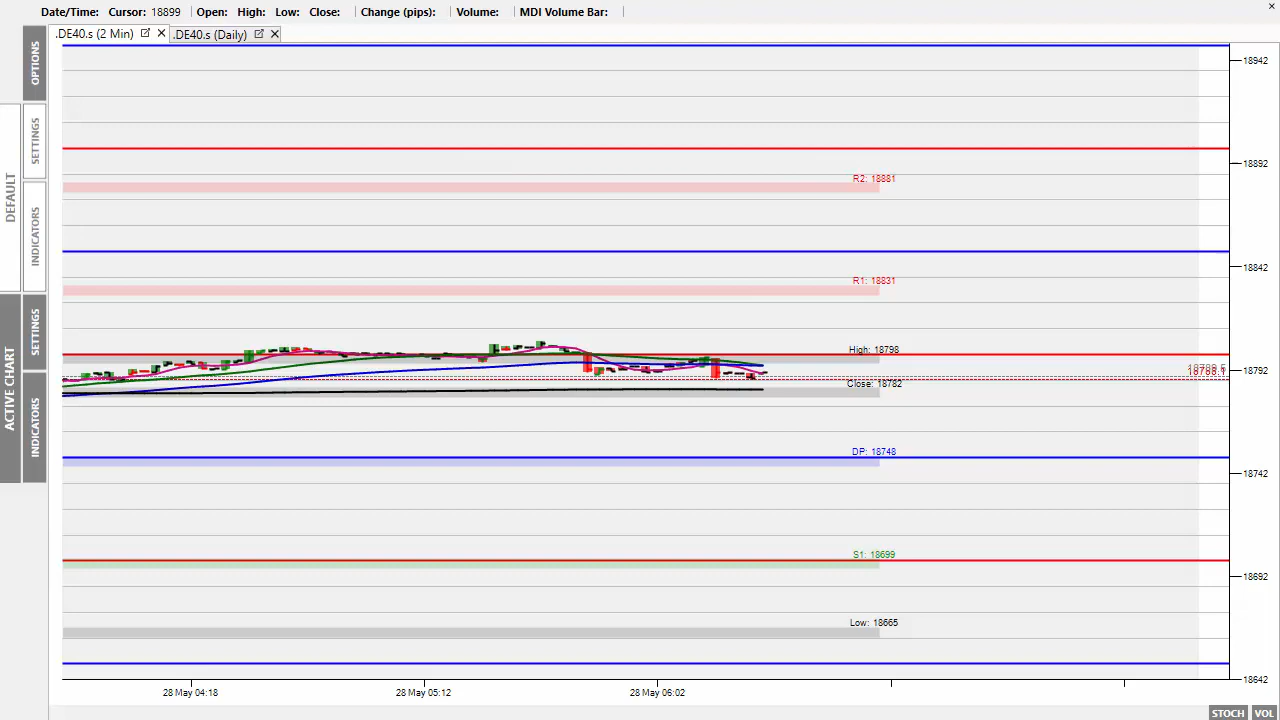 Date/Time: Cursor: 18899 Open: High: Low: Close: Change (pips): Volume: MDI Volume Bar:
.DE40.s (2 Min) .DE40.s (Daily)
OPTIONS
SETTINGS
INDICATORS
DEFAULT
SETTINGS
INDICATORS
ACTIVE CHART
18942
18892
R2: 18881
18842
R1: 18831
High: 18798
18792
Close: 18782
DP: 18748
18742
S1: 18699
18692
Low: 18665
18642
28 May 04:18 28 May 05:12 28 May 06:02
STOCH VOL